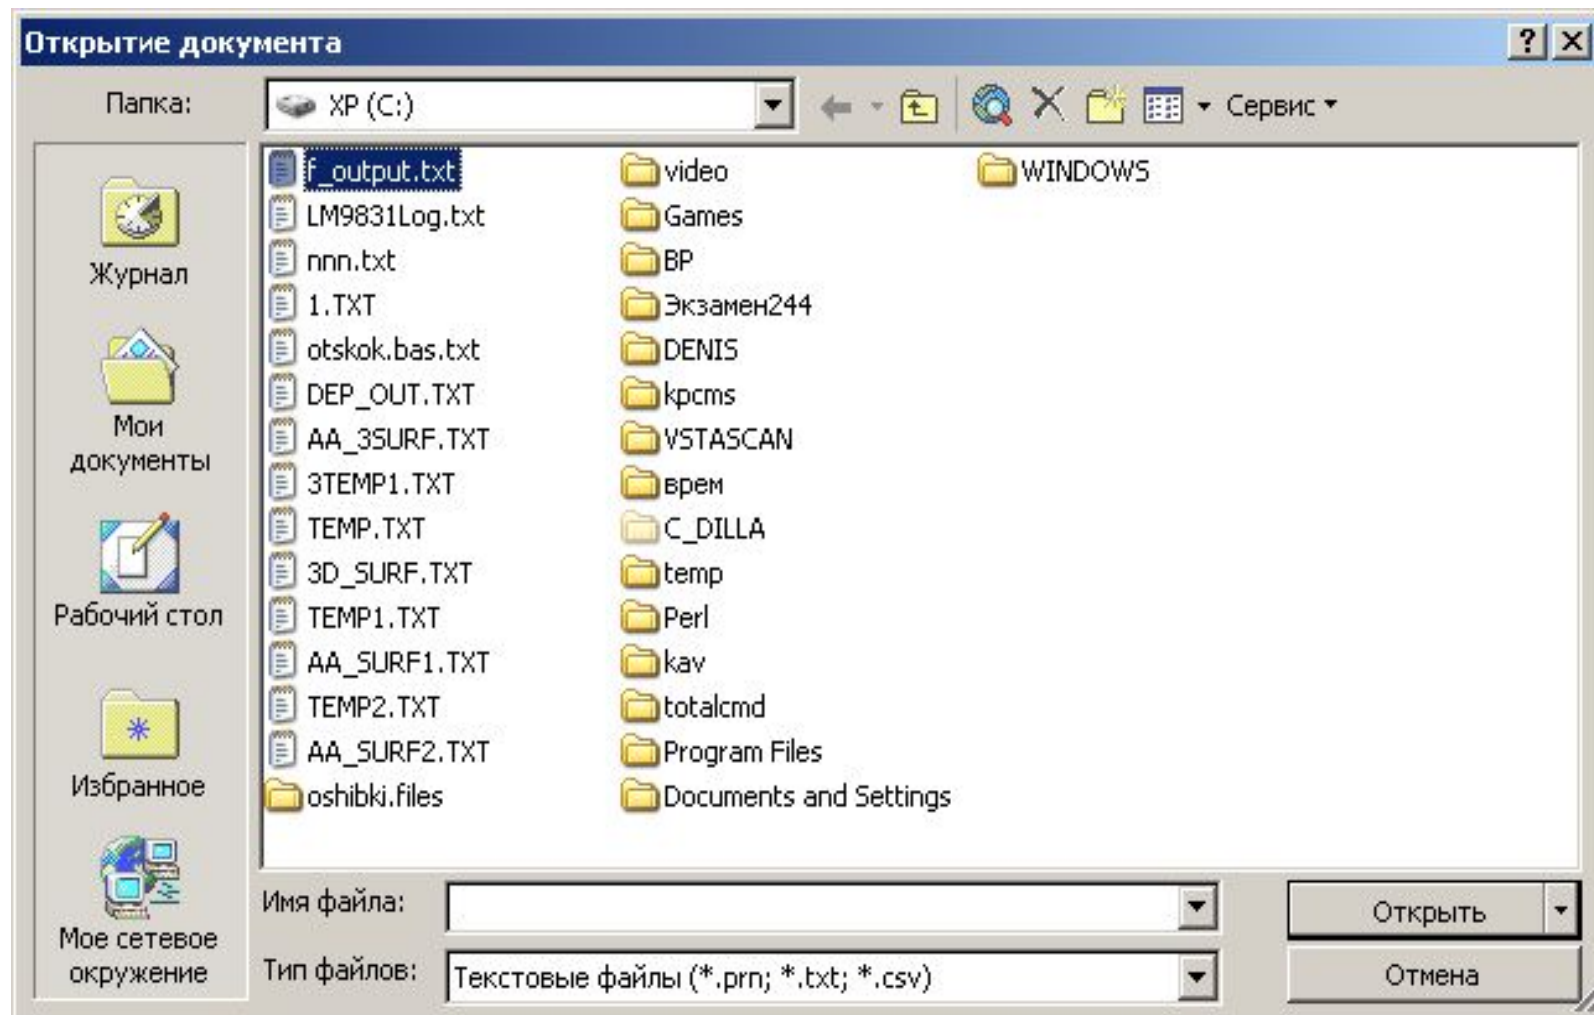 Открытие документа
Папка:
XP (C:)
Сервис
Журнал
Мои
документы
Рабочий стол
Избранное
Мое сетевое
окружение
f_output.txt
LM9831Log.txt
nnn.txt
1.TXT
otskok.bas.txt
DEP_OUT.TXT
AA_3SURF.TXT
3TEMP1.TXT
TEMP.TXT
3D_SURF.TXT
TEMP1.TXT
AA_SURF1.TXT
TEMP2.TXT
AA_SURF2.TXT
oshibki.files
video
Games
BP
Экзамен244
DENIS
kpcms
VSTASCAN
врем
C_DILLA
temp
Perl
kav
totalcmd
Program Files
Documents and Settings
WINDOWS
Имя файла:
Открыть
Тип файлов:
Текстовые файлы (*.prn; *.txt; *.csv)
Отмена